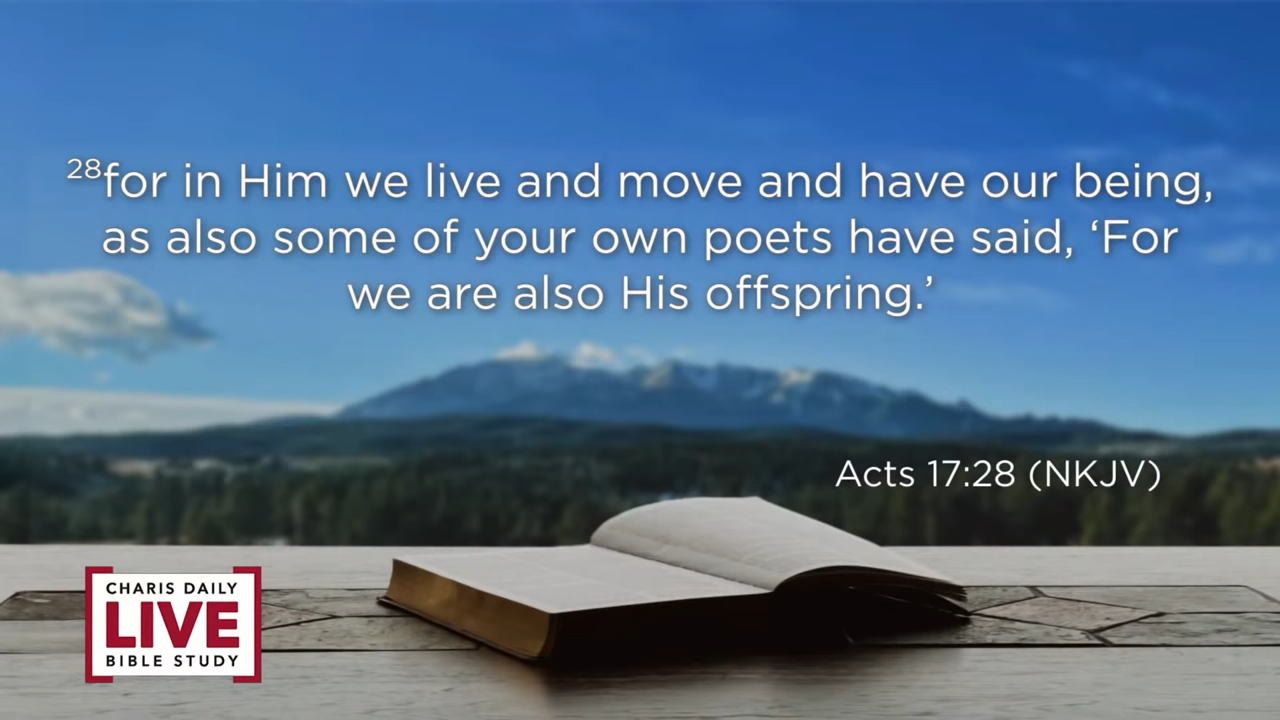 ²⁸for in Him we live and move and have our being,
as also some of your own poets have said, ‘For
we are also His offspring.’
Acts 17:28 (NKJV)
CHARIS DAILY
LIVE
BIBLE STUDY